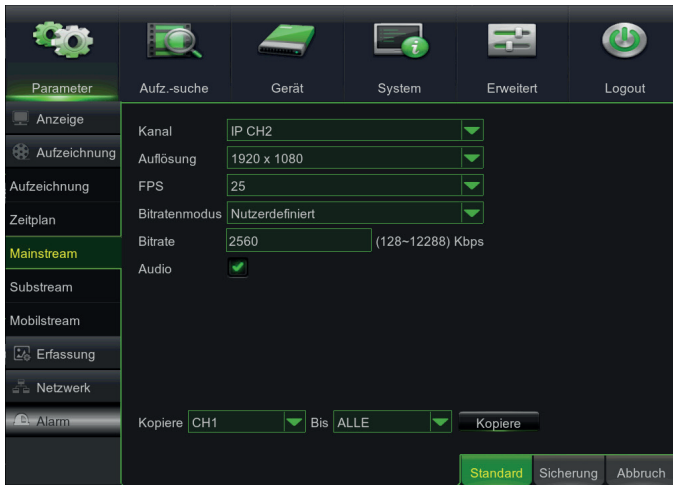 Parameter Aufz.-suche Gerät System Erweitert Logout
Anzeige
Aufzeichnung
Aufzeichnung
Zeitplan
Mainstream
Substream
Mobilstream
Erfassung
Netzwerk
Alarm
Kanal IP CH2
Auflösung 1920 x 1080
FPS 25
Bitratenmodus Nutzerdefiniert
Bitrate 2560 (128~12288) Kbps
Audio
Kopiere CH1 Bis ALLE Kopiere
Standard Sicherung Abbruch